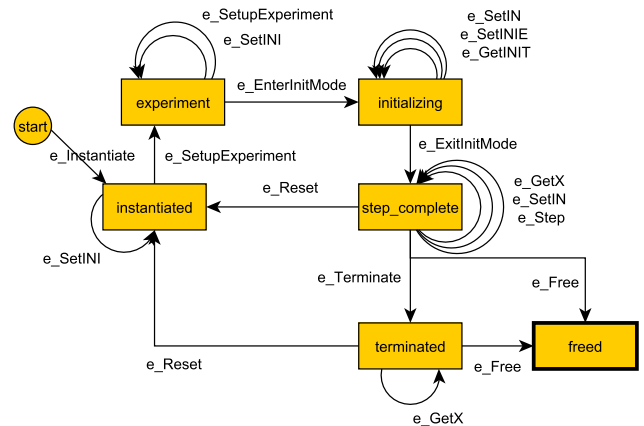 e_SetupExperiment
e_SetINI
e_SetIN
e_SetINIE
e_GetINIT
experiment
e_EnterInitMode
initializing
start
e_Instantiate
e_SetupExperiment
e_ExitInitMode
instantiated
e_Reset
step_complete
e_GetX
e_SetIN
e_Step
e_SetINI
e_Terminate
e_Free
terminated
freed
e_Reset
e_Free
e_GetX